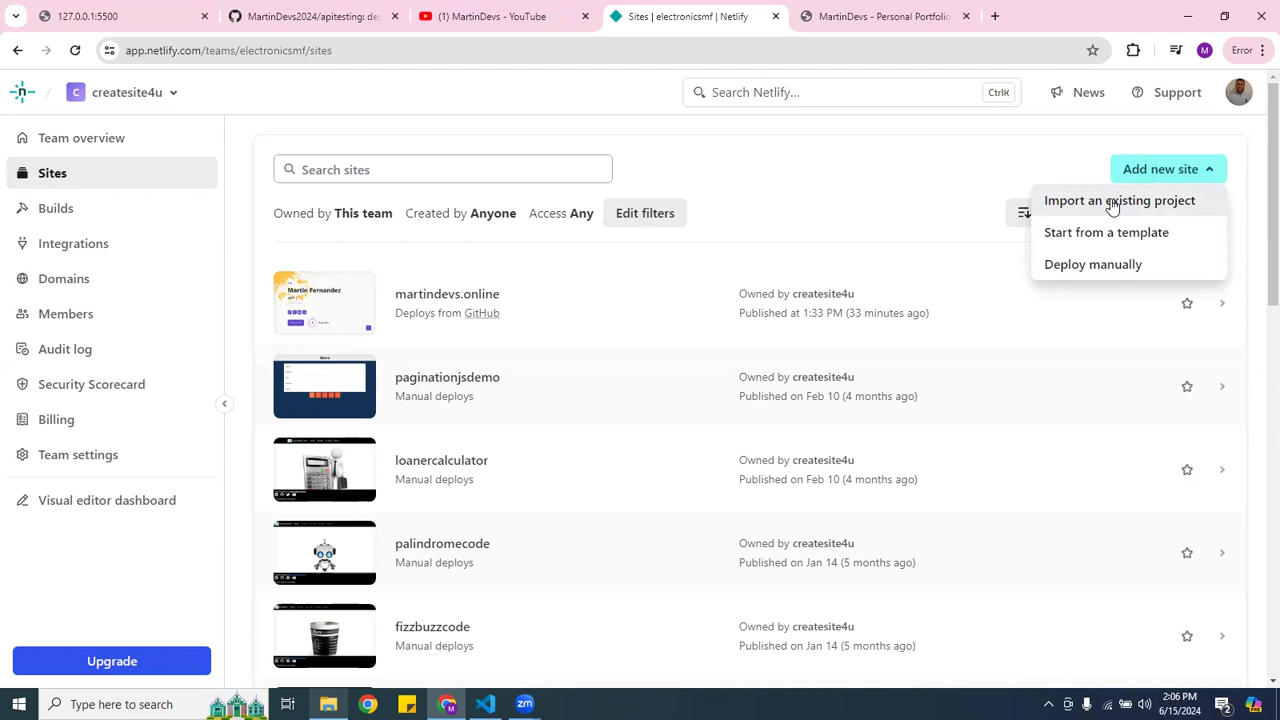 127.0.0.1:5500
MartinDevs2024/apitesting: des
(1) MartinDevs - YouTube
Sites | electronicsmf | Netlify
MartinDevs - Personal Portfolio
app.netlify.com/teams/electronicsmf/sites
M
Error
n
C
createsite4u
Search Netlify...
CtrlK
News
Support
Team overview
Sites
Builds
Integrations
Domains
Members
Audit log
Security Scorecard
Billing
Team settings
Visual editor dashboard
Upgrade
Search sites
Add new site
Owned by This team
Created by Anyone
Access Any
Edit filters
Import an existing project
Start from a template
Deploy manually
Martin Fernandez
martindevs.online
Deploys from GitHub
Owned by createsite4u
Published at 1:33 PM (33 minutes ago)
paginationjsdemo
Manual deploys
Owned by createsite4u
Published on Feb 10 (4 months ago)
loanercalculator
Manual deploys
Owned by createsite4u
Published on Feb 10 (4 months ago)
palindromecode
Manual deploys
Owned by createsite4u
Published on Jan 14 (5 months ago)
fizzbuzzcode
Manual deploys
Owned by createsite4u
Published on Jan 14 (5 months ago)
Type here to search
zm
2:06 PM
6/15/2024
2